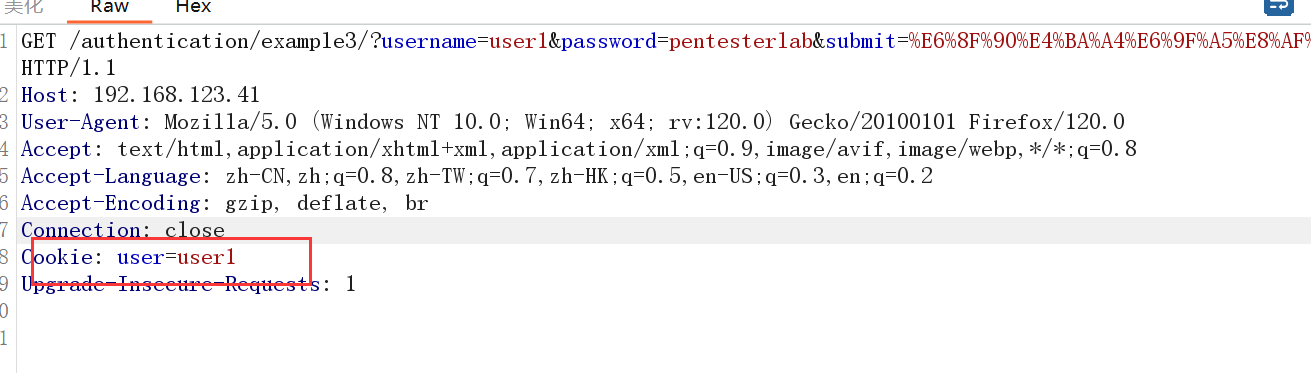 美化 Raw Hex
1 GET /authentication/example3/?username=user1&password=pentesterlab&submit=%E6%8F%90%E4%BA%A4%E6%9F%A5%E8%AF%
HTTP/1.1
2 Host: 192.168.123.41
3 User-Agent: Mozilla/5.0 (Windows NT 10.0; Win64; x64; rv:120.0) Gecko/20100101 Firefox/120.0
4 Accept: text/html,application/xhtml+xml,application/xml;q=0.9,image/avif,image/webp,*/*;q=0.8
5 Accept-Language: zh-CN,zh;q=0.8,zh-TW;q=0.7,zh-HK;q=0.5,en-US;q=0.3,en;q=0.2
6 Accept-Encoding: gzip, deflate, br
7 Connection: close
8 Cookie: user=user1
9 Upgrade-Insecure-Requests: 1
0
1